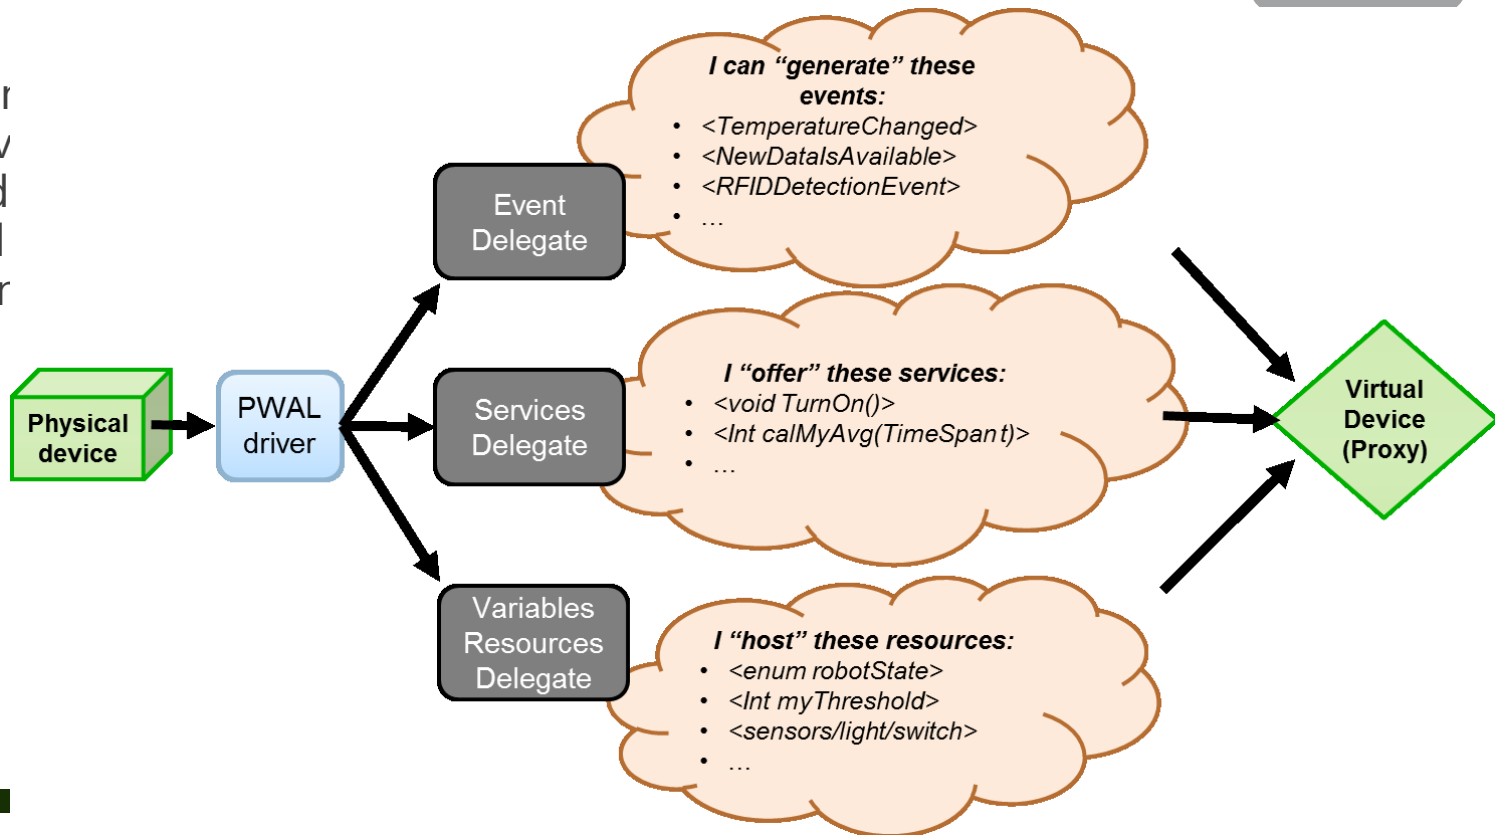 I can “generate” these
events:
• <TemperatureChanged>
• <NewDataIsAvailable>
• <RFIDDetectionEvent>
• ...
Event
Delegate
I “offer” these services:
• <void TurnOn()>
• <Int calMyAvg(TimeSpan t)>
• ...
Physical
device
PWAL
driver
Services
Delegate
Virtual
Device
(Proxy)
Variables
Resources
Delegate
I “host” these resources:
• <enum robotState>
• <Int myThreshold>
• <sensors/light/switch>
• ...